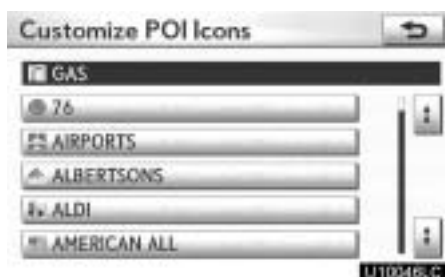 Customize POI Icons
GAS
76
AIRPORTS
ALBERTSONS
ALDI
AMERICAN ALL